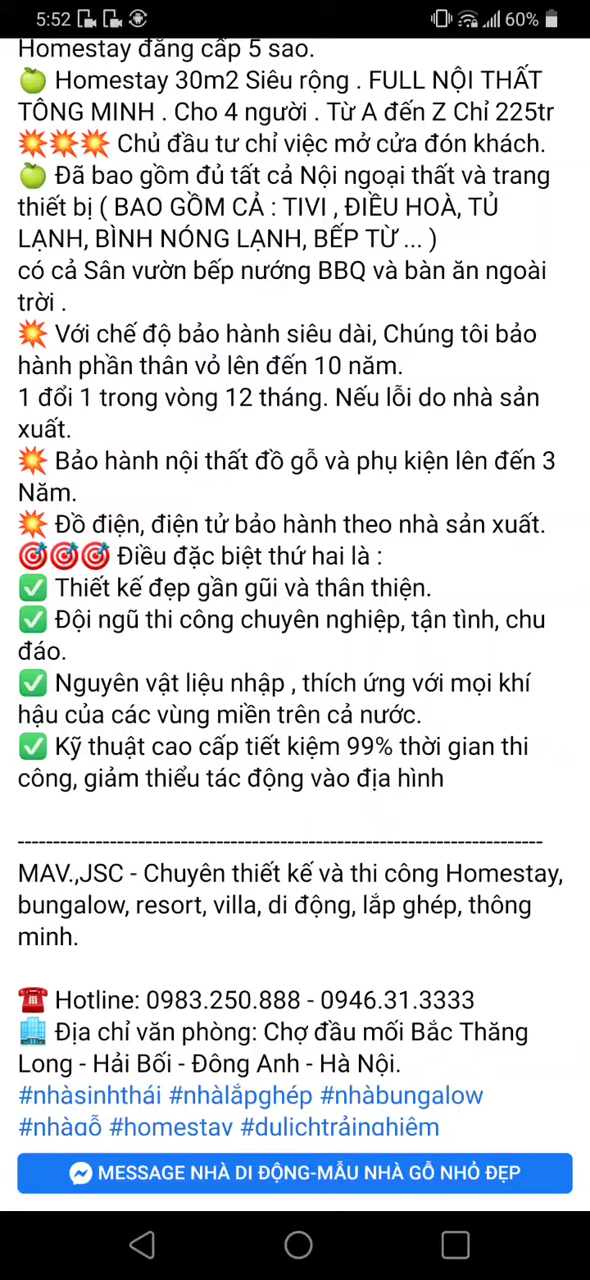 5:52 60%
Homestay đẳng cấp 5 sao.
🍏 Homestay 30m2 Siêu rộng . FULL NỘI THẤT
TÔNG MINH . Cho 4 người . Từ A đến Z Chỉ 225tr
💥💥💥 Chủ đầu tư chỉ việc mở cửa đón khách.
🍏 Đã bao gồm đủ tất cả Nội ngoại thất và trang
thiết bị ( BAO GỒM CẢ : TIVI , ĐIỀU HOÀ, TỦ
LẠNH, BÌNH NÓNG LẠNH, BẾP TỪ ... )
có cả Sân vườn bếp nướng BBQ và bàn ăn ngoài
trời .
💥 Với chế độ bảo hành siêu dài, Chúng tôi bảo
hành phần thân vỏ lên đến 10 năm.
1 đổi 1 trong vòng 12 tháng. Nếu lỗi do nhà sản
xuất.
💥 Bảo hành nội thất đồ gỗ và phụ kiện lên đến 3
Năm.
💥 Đồ điện, điện tử bảo hành theo nhà sản xuất.
🎯🎯🎯 Điều đặc biệt thứ hai là :
✅ Thiết kế đẹp gần gũi và thân thiện.
✅ Đội ngũ thi công chuyên nghiệp, tận tình, chu
đáo.
✅ Nguyên vật liệu nhập , thích ứng với mọi khí
hậu của các vùng miền trên cả nước.
✅ Kỹ thuật cao cấp tiết kiệm 99% thời gian thi
công, giảm thiểu tác động vào địa hình
--------------------------------------------------------------------------
MAV.,JSC - Chuyên thiết kế và thi công Homestay,
bungalow, resort, villa, di động, lắp ghép, thông
minh.
☎️ Hotline: 0983.250.888 - 0946.31.3333
🏢 Địa chỉ văn phòng: Chợ đầu mối Bắc Thăng
Long - Hải Bối - Đông Anh - Hà Nội.
#nhàsinhthái #nhàlắpghép #nhàbungalow
#nhàgỗ #homestay #dulichtrảinghiệm
MESSAGE NHÀ DI ĐỘNG-MẪU NHÀ GỖ NHỎ ĐẸP